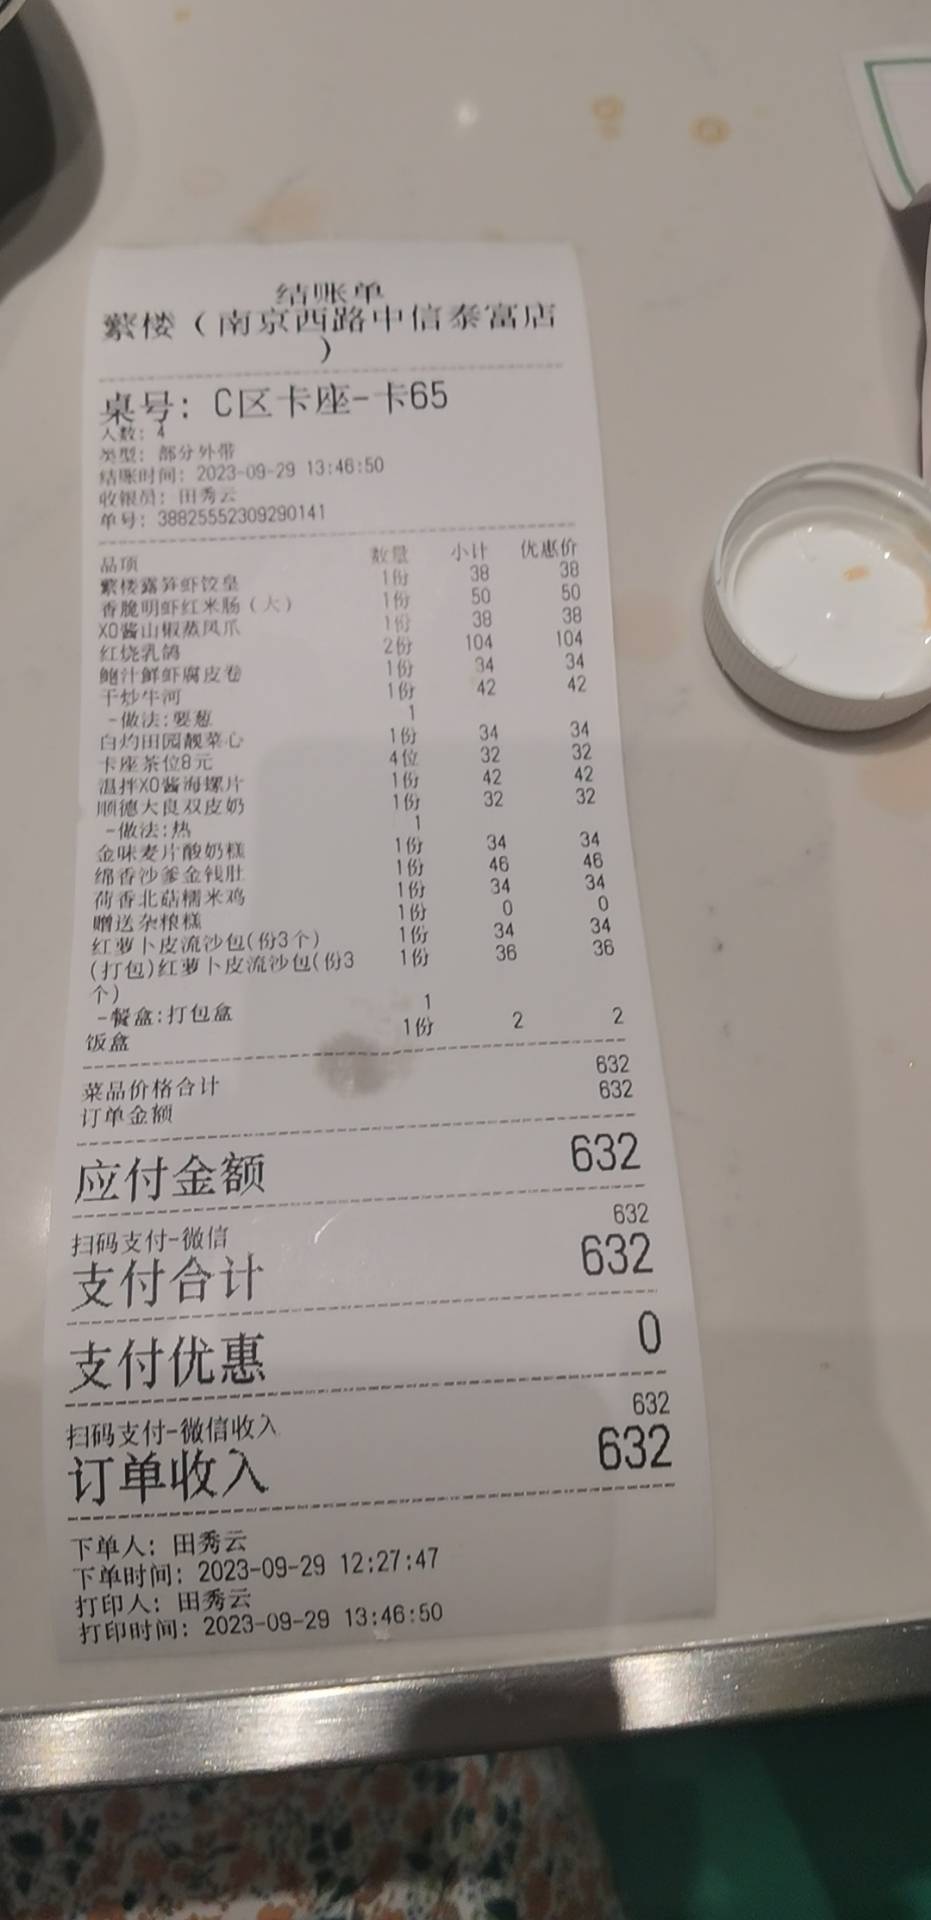 结账单
繁楼（南京西路中信泰富店
）
桌号: C区卡座-卡65
人数: 4
类型: 部分外带
结账时间: 2023-09-29 13:46:50
收银员: 田秀云
单号: 38825552309290141
品项 数量 小计 优惠价
繁楼露笋虾饺皇 1份 38 38
香脆明虾红米肠（大） 1份 50 50
XO酱山椒蒸凤爪 1份 38 38
红烧乳鸽 2份 104 104
鲍汁鲜虾腐皮卷 1份 34 34
干炒牛河 1份 42 42
-做法:要葱 1
白灼田园靓菜心 1份 34 34
卡座茶位8元 4位 32 32
温拌XO酱海螺片 1份 42 42
顺德大良双皮奶 1份 32 32
-做法:热 1
金味麦片酸奶糕 1份 34 34
绵香沙爹金钱肚 1份 46 46
荷香北菇糯米鸡 1份 34 34
赠送杂粮糕 1份 0 0
红萝卜皮流沙包(份3个) 1份 34 34
(打包)红萝卜皮流沙包(份3 1份 36 36
个)
-餐盒:打包盒 1
饭盒 1份 2 2
菜品价格合计 632
订单金额 632
应付金额 632
扫码支付-微信 632
支付合计 632
支付优惠 0
扫码支付-微信收入 632
订单收入 632
下单人: 田秀云
下单时间: 2023-09-29 12:27:47
打印人: 田秀云
打印时间: 2023-09-29 13:46:50